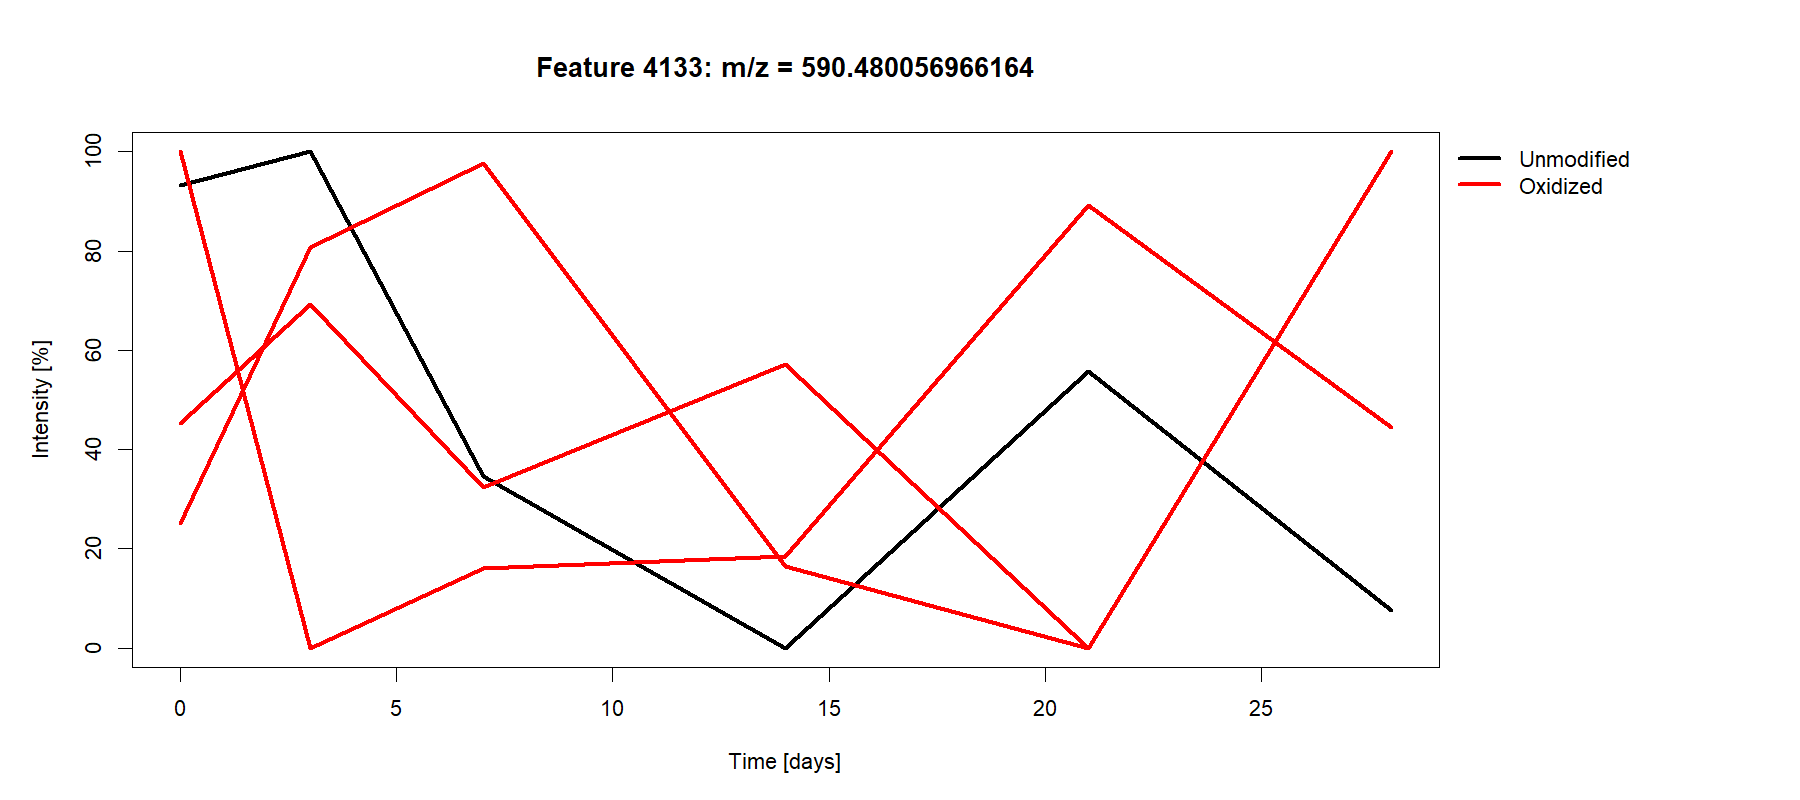 Feature 4133: m/z = 590.480056966164
Unmodified
Oxidized
Intensity [%]
100
80
60
40
20
0
0 5 10 15 20 25
Time [days]